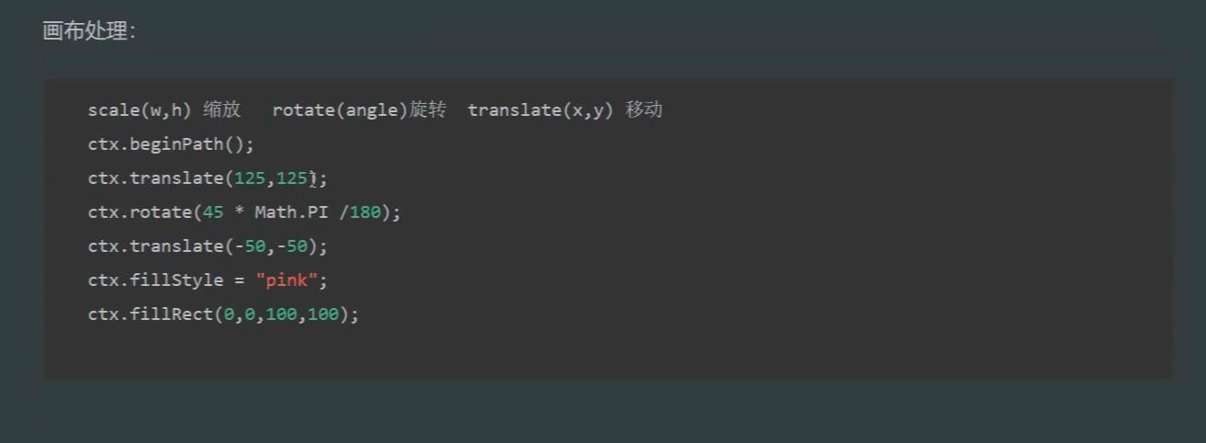 画布处理：
scale(w,h) 缩放 rotate(angle)旋转 translate(x,y) 移动
ctx.beginPath();
ctx.translate(125,125);
ctx.rotate(45 * Math.PI /180);
ctx.translate(-50,-50);
ctx.fillStyle = "pink";
ctx.fillRect(0,0,100,100);